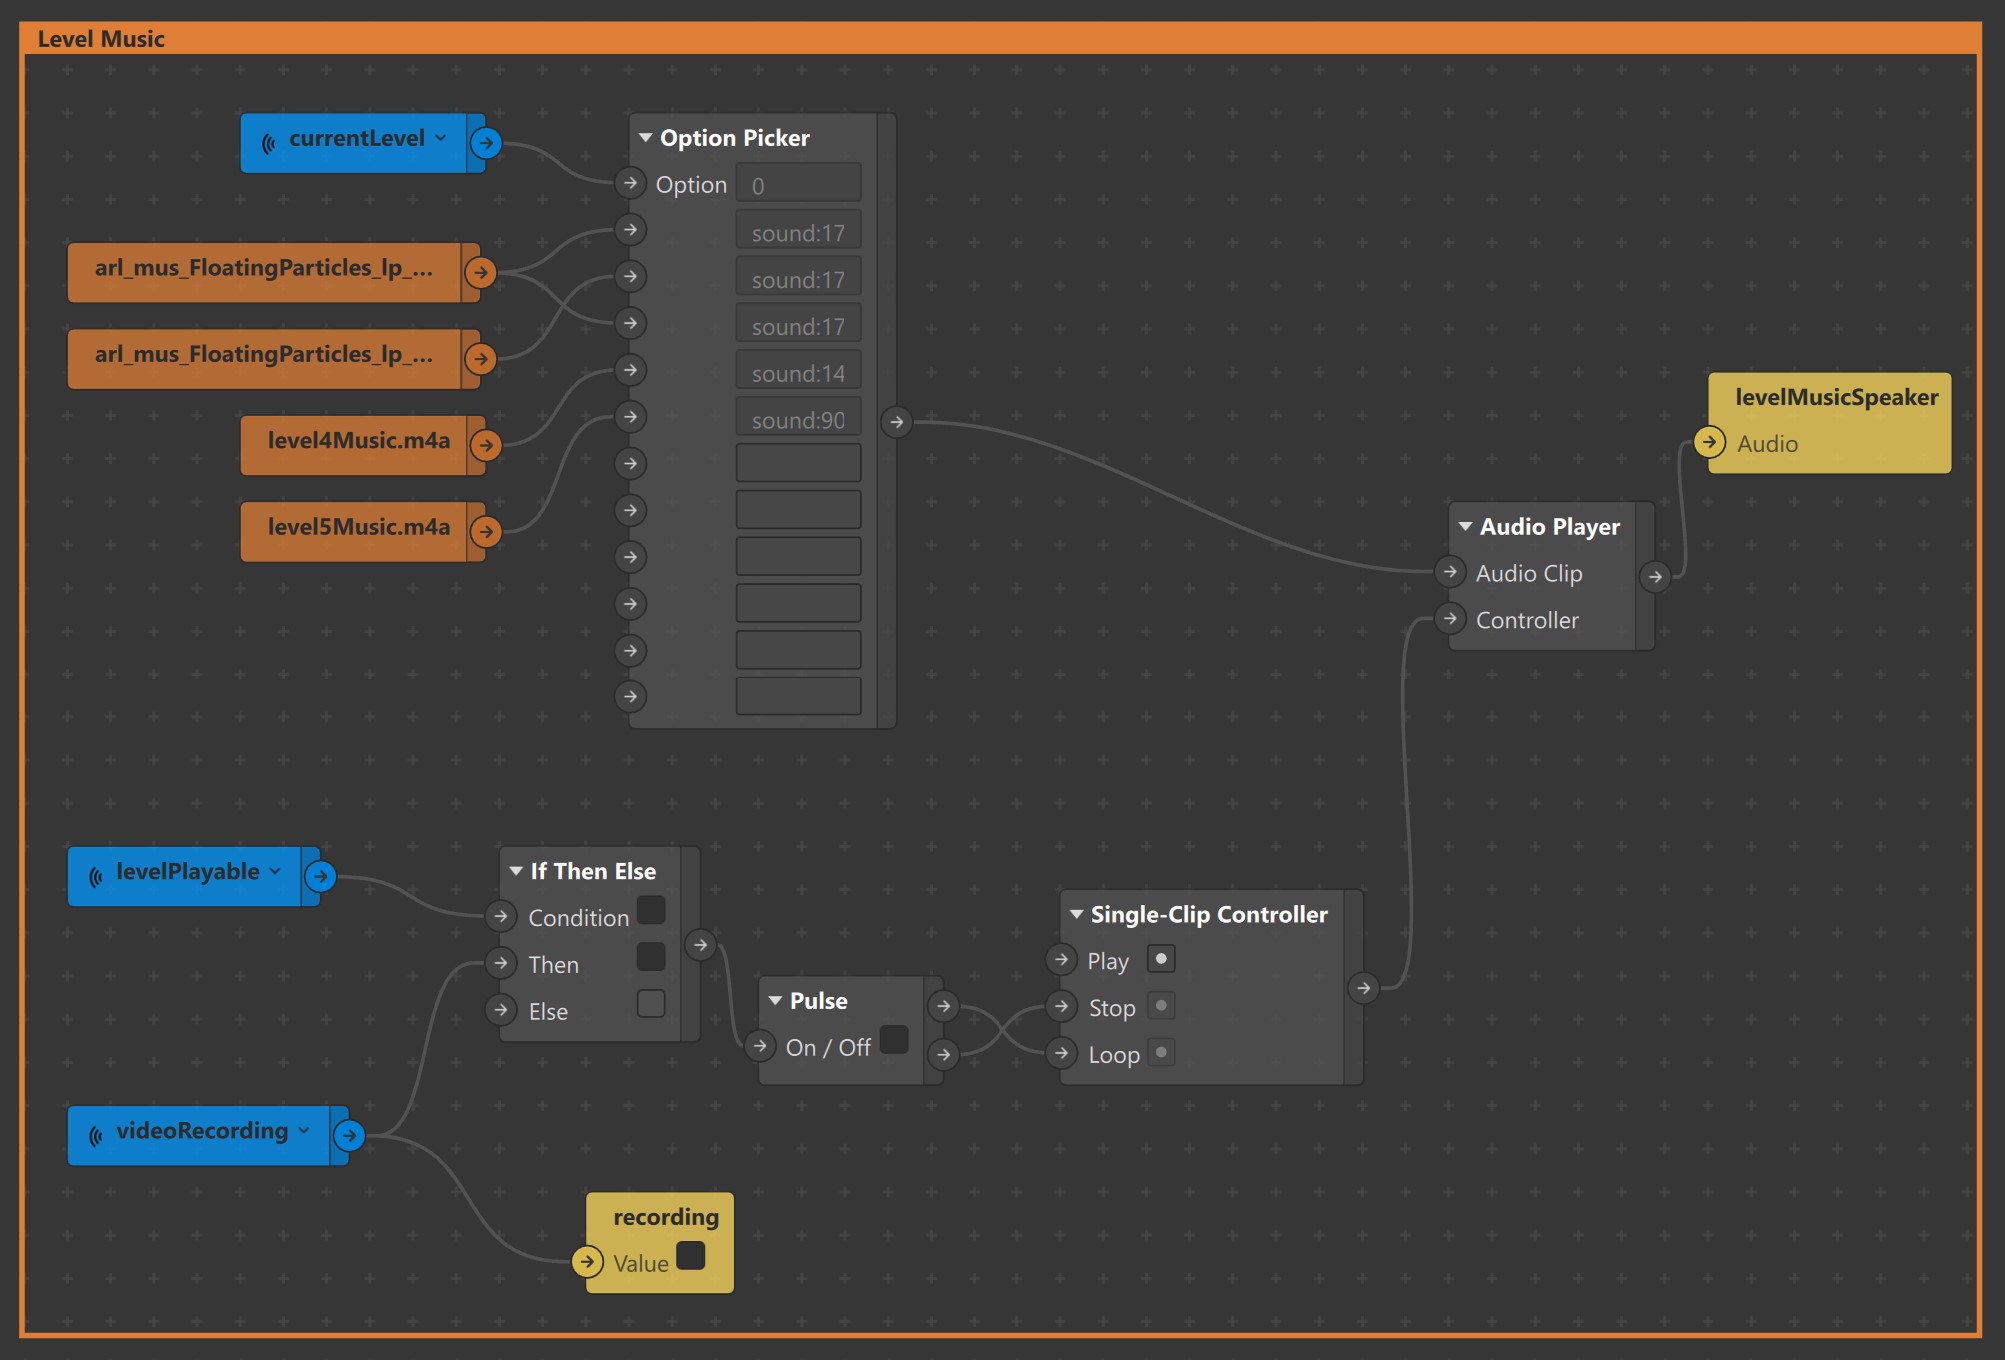 Level Music
currentLevel
arl_mus_FloatingParticles_lp_...
arl_mus_FloatingParticles_lp_...
level4Music.m4a
level5Music.m4a
Option Picker
Option 0
sound:17
sound:17
sound:17
sound:14
sound:90
levelMusicSpeaker
Audio
Audio Player
Audio Clip
Controller
levelPlayable
If Then Else
Condition
Then
Else
Pulse
On / Off
Single-Clip Controller
Play
Stop
Loop
videoRecording
recording
Value